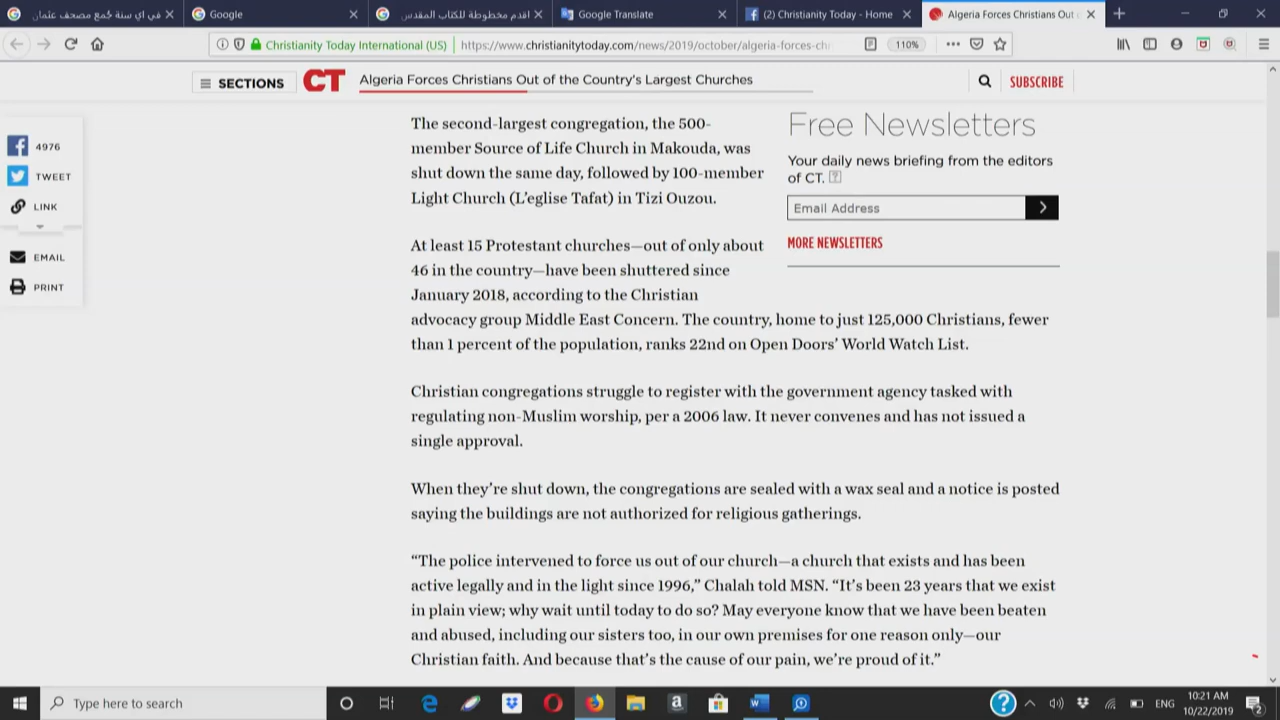 في اي سنة جُمع مصحف عثمان
Google
اقدم مخطوطة للكتاب المقدس
Google Translate
(2) Christianity Today - Home
Algeria Forces Christians Out
Christianity Today International (US)
https://www.christianitytoday.com/news/2019/october/algeria-forces-chr
110%
SECTIONS
CT
Algeria Forces Christians Out of the Country's Largest Churches
SUBSCRIBE
4976
TWEET
LINK
EMAIL
PRINT
The second-largest congregation, the 500-
member Source of Life Church in Makouda, was
shut down the same day, followed by 100-member
Light Church (L'eglise Tafat) in Tizi Ouzou.
Free Newsletters
Your daily news briefing from the editors
of CT.
Email Address
MORE NEWSLETTERS
At least 15 Protestant churches—out of only about
46 in the country—have been shuttered since
January 2018, according to the Christian
advocacy group Middle East Concern. The country, home to just 125,000 Christians, fewer
than 1 percent of the population, ranks 22nd on Open Doors' World Watch List.
Christian congregations struggle to register with the government agency tasked with
regulating non-Muslim worship, per a 2006 law. It never convenes and has not issued a
single approval.
When they're shut down, the congregations are sealed with a wax seal and a notice is posted
saying the buildings are not authorized for religious gatherings.
“The police intervened to force us out of our church—a church that exists and has been
active legally and in the light since 1996,” Chalah told MSN. “It's been 23 years that we exist
in plain view; why wait until today to do so? May everyone know that we have been beaten
and abused, including our sisters too, in our own premises for one reason only—our
Christian faith. And because that's the cause of our pain, we're proud of it.”
Type here to search
ENG
10:21 AM
10/22/2019
2